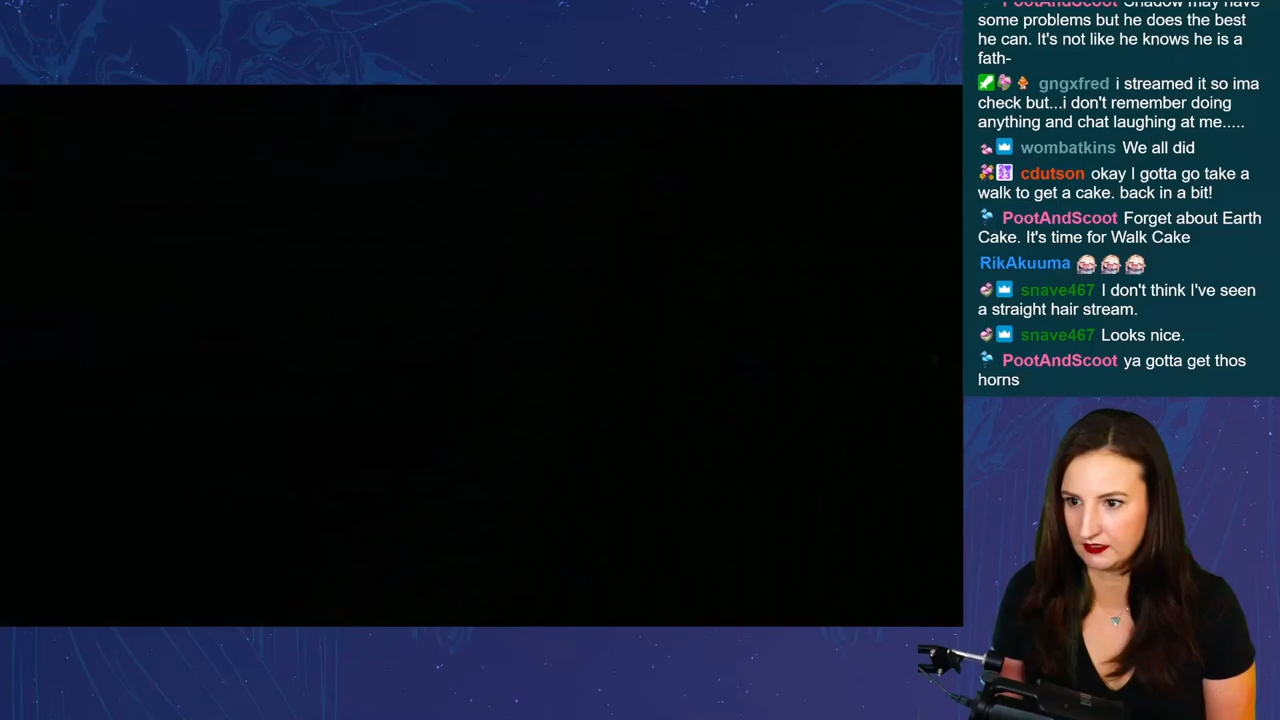 PootAndScoot Shadow may have
some problems but he does the best
he can. It's not like he knows he is a
fath-
gngxfred i streamed it so ima
check but...i don't remember doing
anything and chat laughing at me.....
wombatkins We all did
cdutson okay I gotta go take a
walk to get a cake. back in a bit!
PootAndScoot Forget about Earth
Cake. It's time for Walk Cake
RikAkuuma
snave467 I don't think I've seen
a straight hair stream.
snave467 Looks nice.
PootAndScoot ya gotta get thos
horns